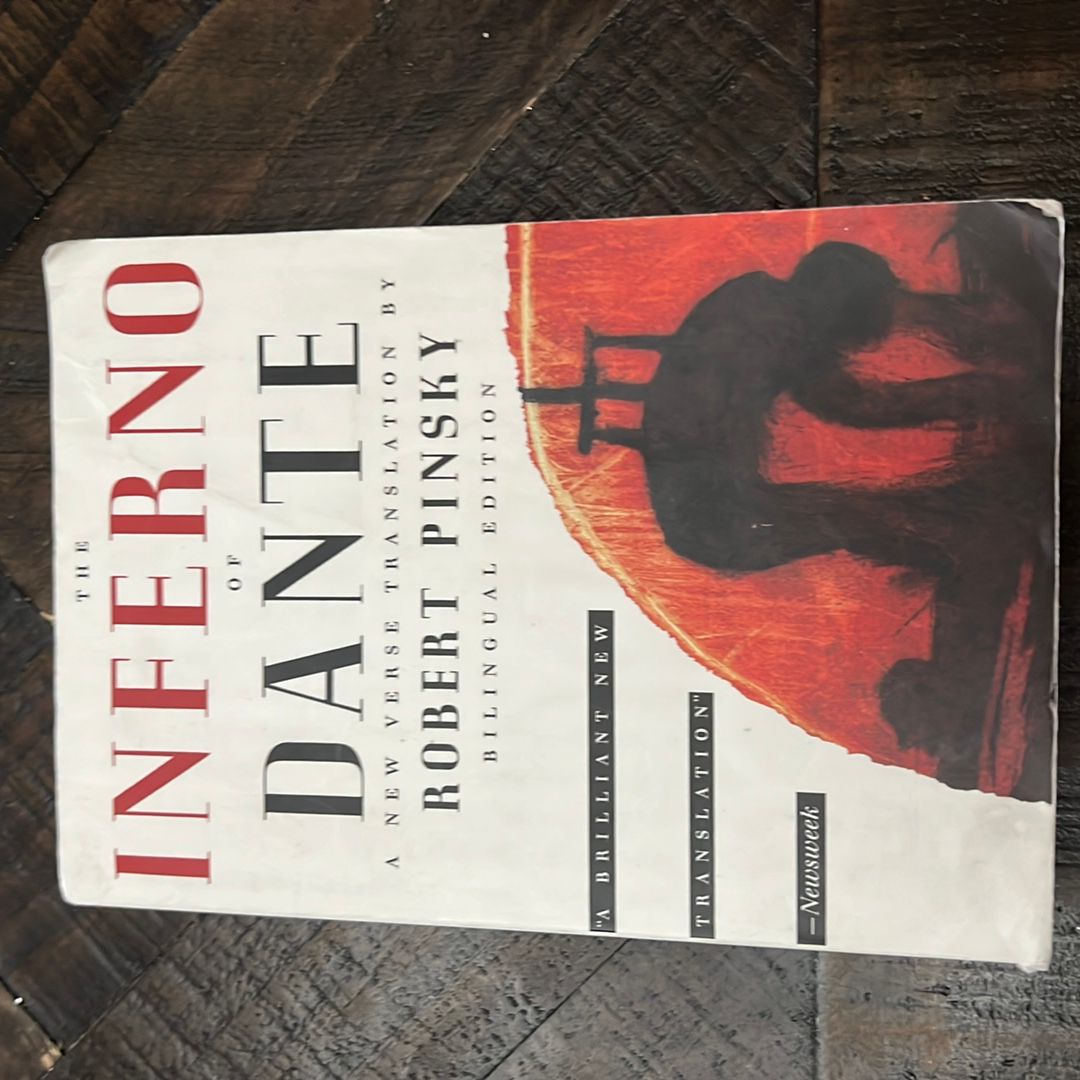 THE
INFERNO
OF
DANTE
A NEW VERSE TRANSLATION BY
ROBERT PINSKY
BILINGUAL EDITION
"A BRILLIANT NEW
TRANSLATION"
—Newsweek